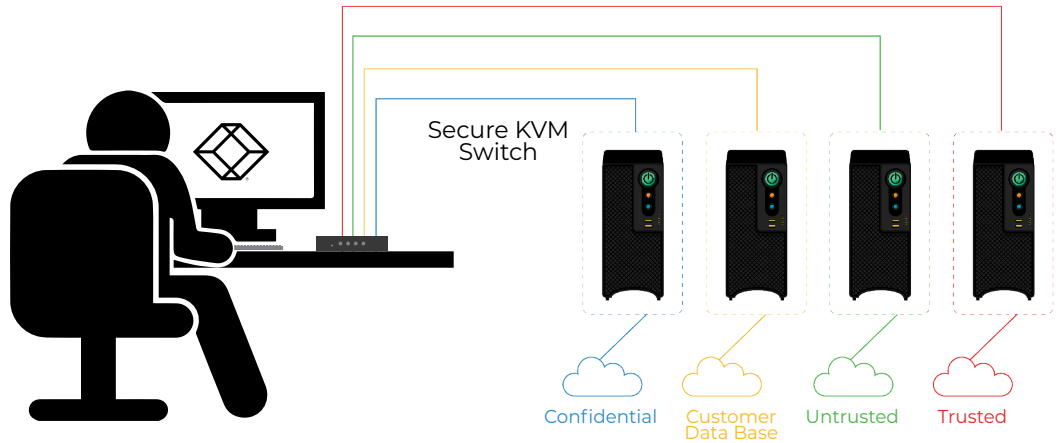 Secure KVM
Switch
Confidential
Customer
Data Base
Untrusted
Trusted